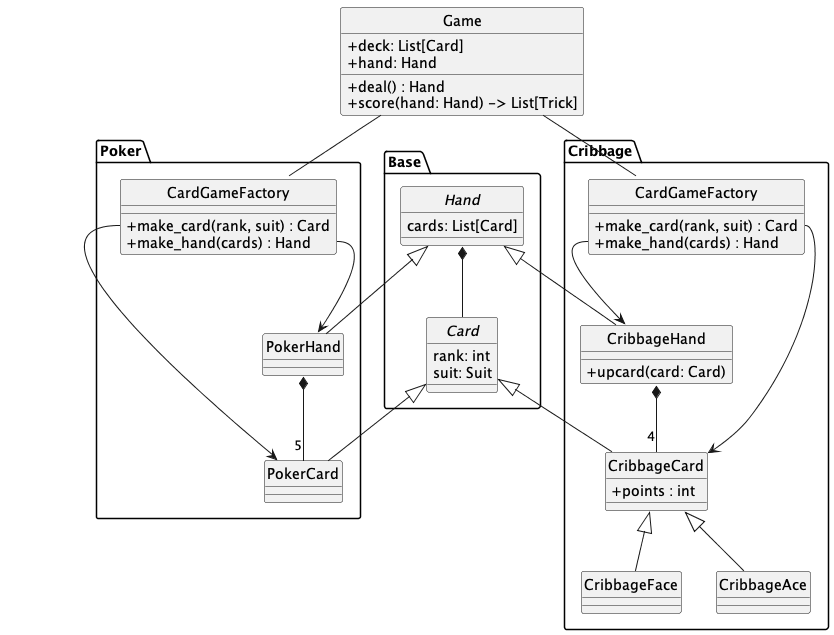 Game
+deck: List[Card]
+hand: Hand
+deal() : Hand
+score(hand: Hand) -> List[Trick]
Poker
CardGameFactory
+make_card(rank, suit) : Card
+make_hand(cards) : Hand
PokerHand
5
PokerCard
Base
Hand
cards: List[Card]
Card
rank: int
suit: Suit
Cribbage
CardGameFactory
+make_card(rank, suit) : Card
+make_hand(cards) : Hand
CribbageHand
+upcard(card: Card)
4
CribbageCard
+points : int
CribbageFace
CribbageAce